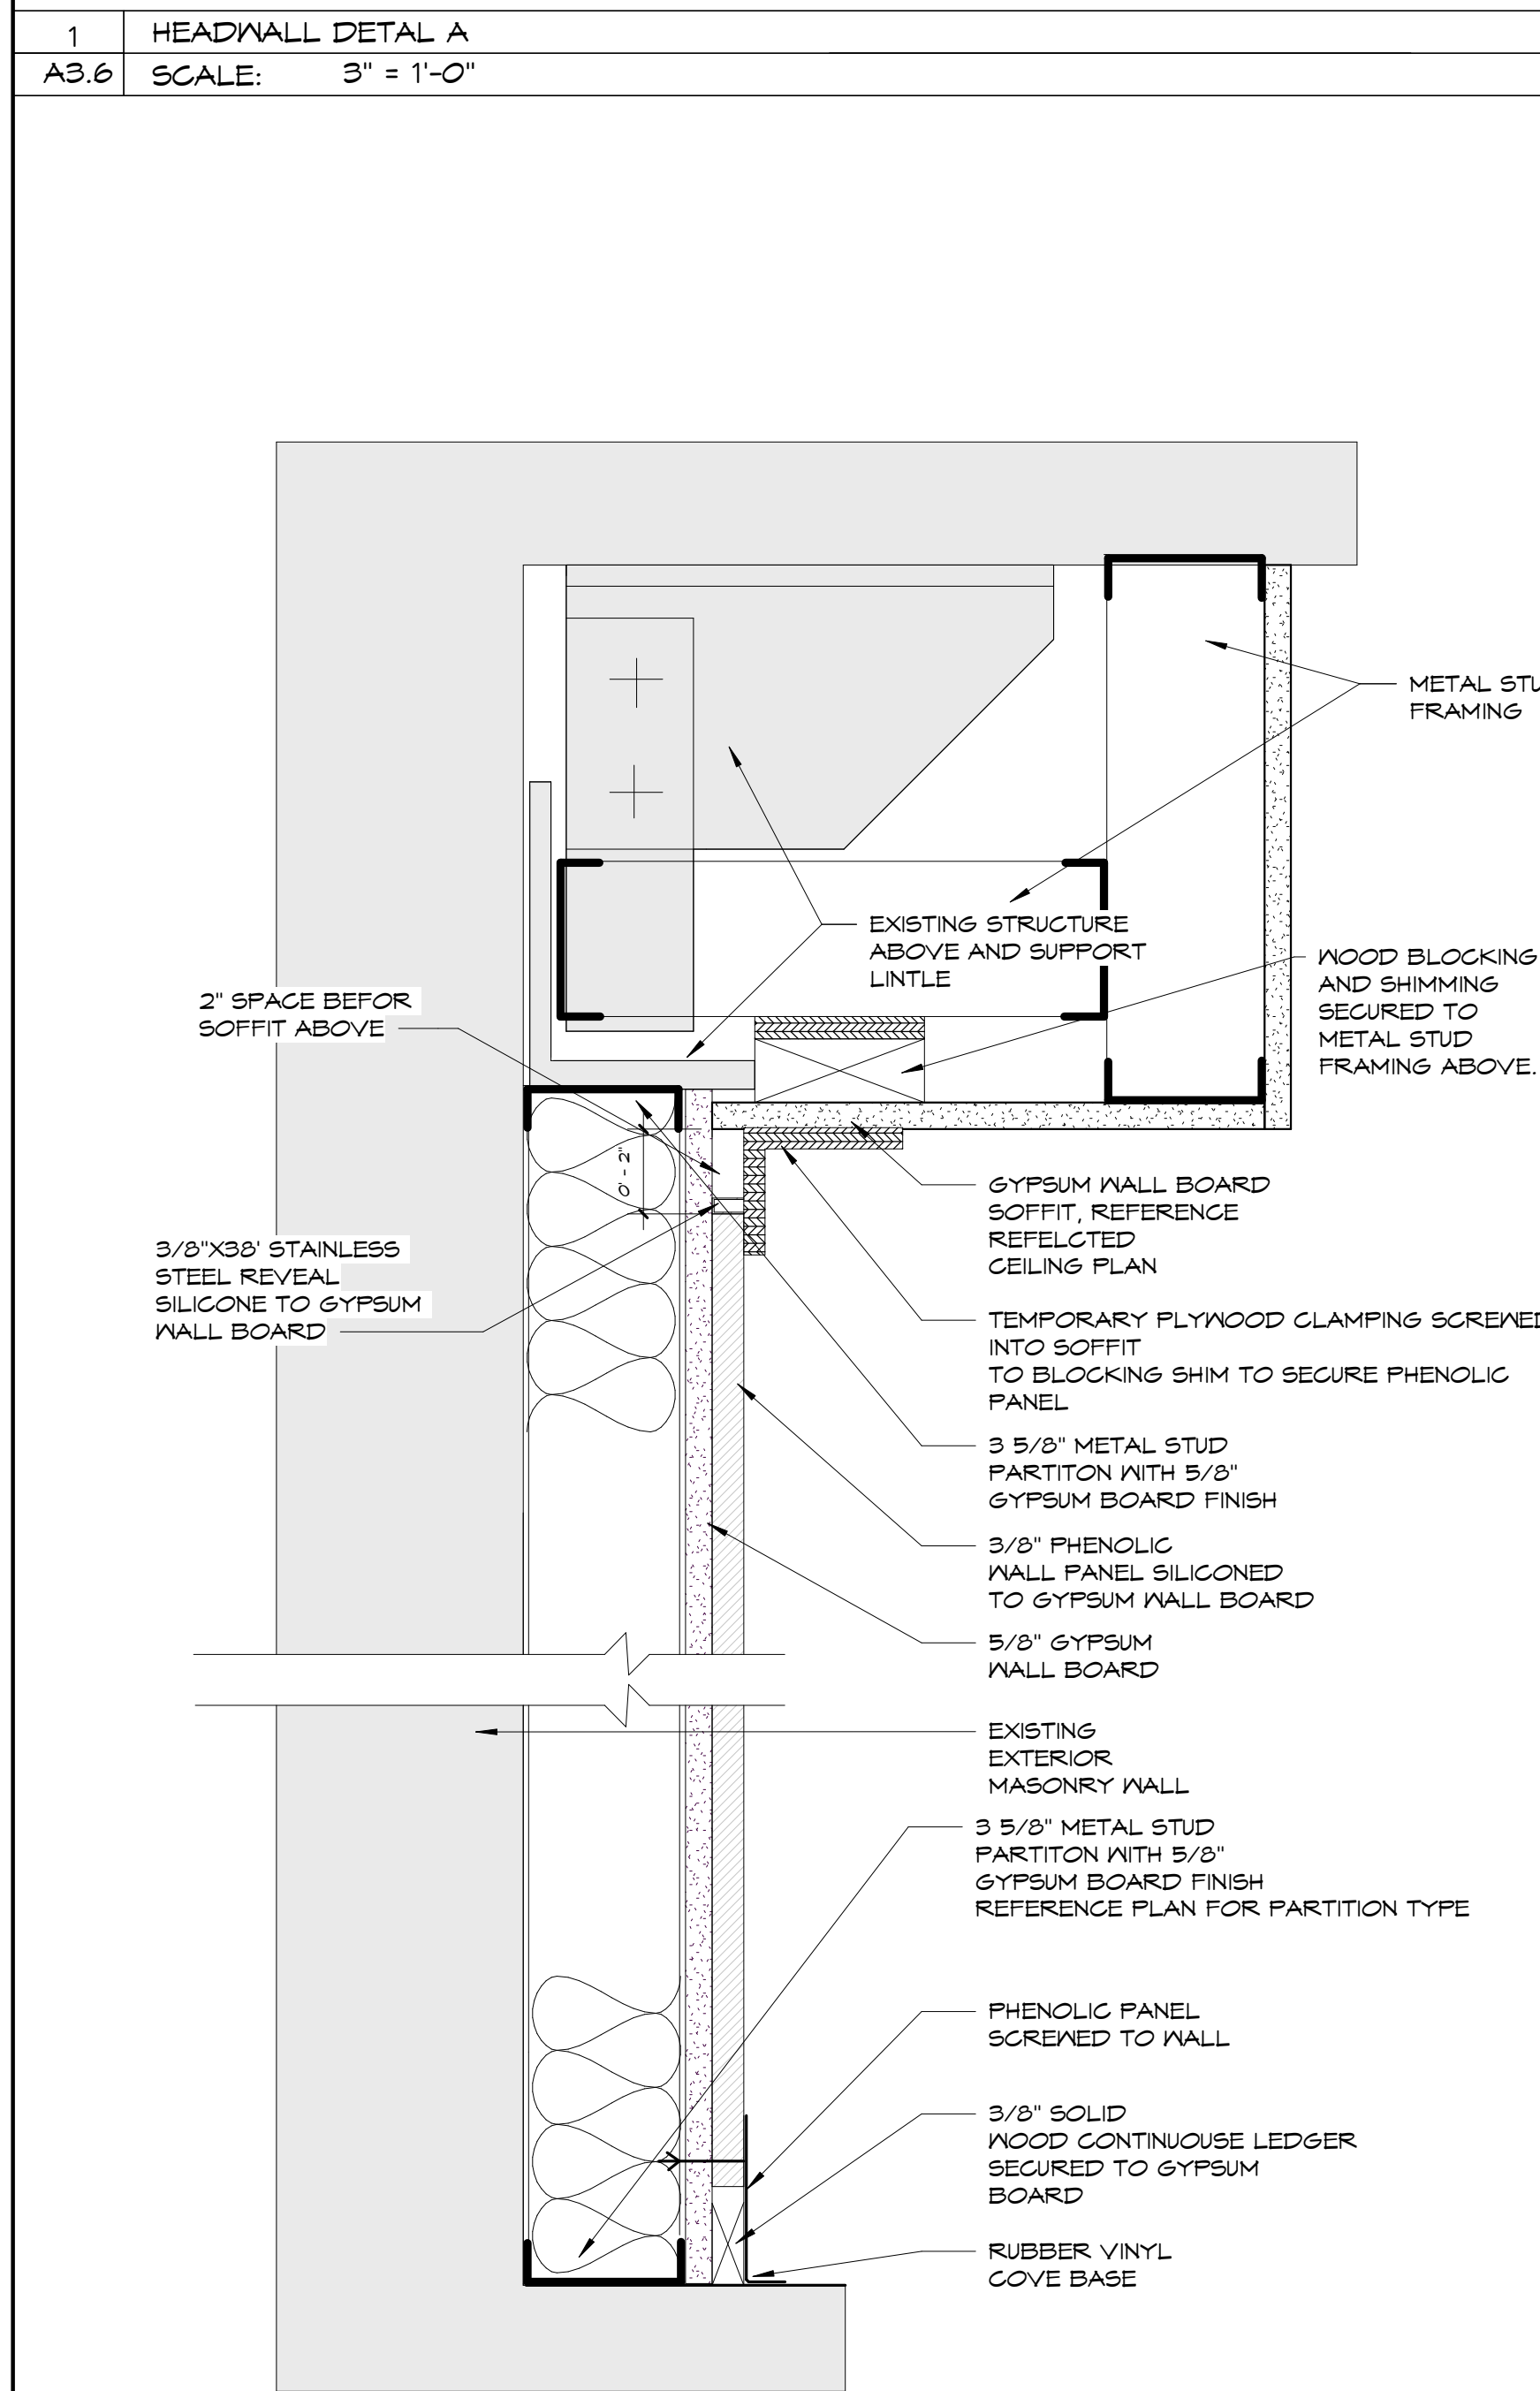 1 HEADWALL DETAL A
A3.6 SCALE: 3" = 1'-0"
METAL STU
FRAMING
EXISTING STRUCTURE
ABOVE AND SUPPORT
LINTLE
WOOD BLOCKING
AND SHIMMING
SECURED TO
METAL STUD
FRAMING ABOVE.
2" SPACE BEFOR
SOFFIT ABOVE
0' - 2"
GYPSUM WALL BOARD
SOFFIT, REFERENCE
REFELCTED
CEILING PLAN
3/8"X38' STAINLESS
STEEL REVEAL
SILICONE TO GYPSUM
WALL BOARD
TEMPORARY PLYWOOD CLAMPING SCREWED
INTO SOFFIT
TO BLOCKING SHIM TO SECURE PHENOLIC
PANEL
3 5/8" METAL STUD
PARTITON WITH 5/8"
GYPSUM BOARD FINISH
3/8" PHENOLIC
WALL PANEL SILICONED
TO GYPSUM WALL BOARD
5/8" GYPSUM
WALL BOARD
EXISTING
EXTERIOR
MASONRY WALL
3 5/8" METAL STUD
PARTITON WITH 5/8"
GYPSUM BOARD FINISH
REFERENCE PLAN FOR PARTITION TYPE
PHENOLIC PANEL
SCREWED TO WALL
3/8" SOLID
WOOD CONTINUOUSE LEDGER
SECURED TO GYPSUM
BOARD
RUBBER VINYL
COVE BASE